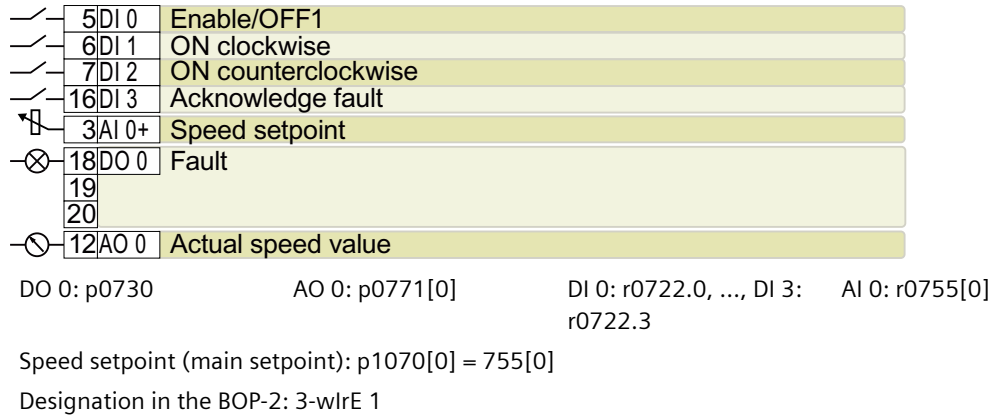 5 DI 0 Enable/OFF1
6 DI 1 ON clockwise
7 DI 2 ON counterclockwise
16 DI 3 Acknowledge fault
3 AI 0+ Speed setpoint
18 DO 0 Fault
19
20
12 AO 0 Actual speed value
DO 0: p0730 AO 0: p0771[0] DI 0: r0722.0, ..., DI 3: AI 0: r0755[0]
r0722.3
Speed setpoint (main setpoint): p1070[0] = 755[0]
Designation in the BOP-2: 3-wIrE 1